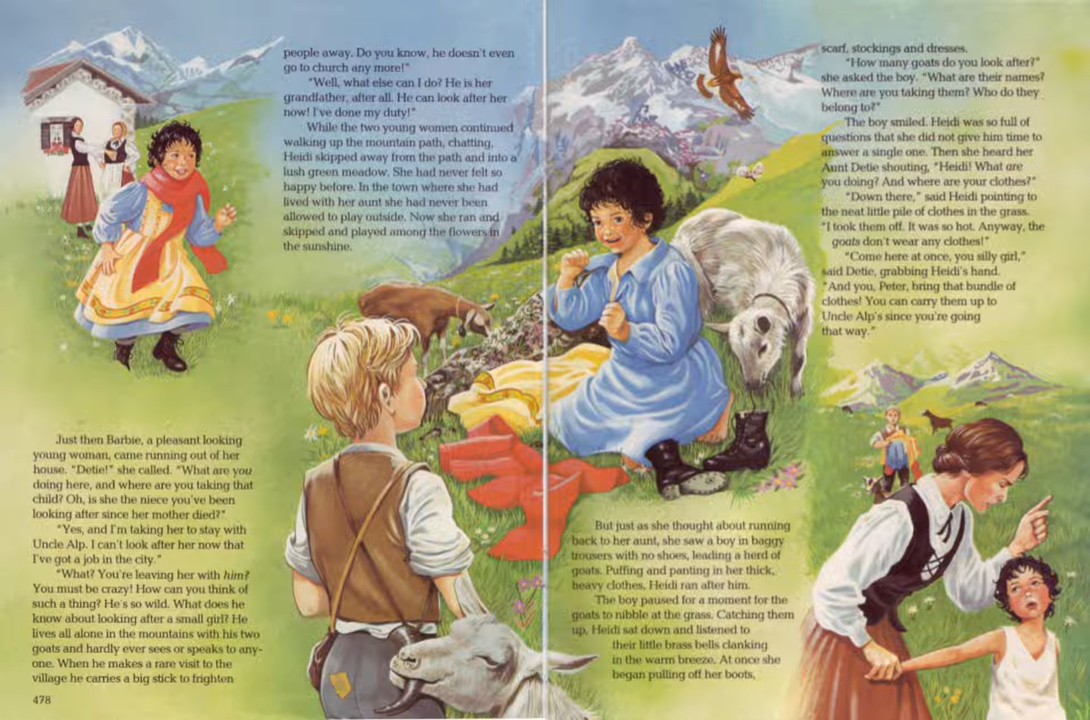 Just then Barbie, a pleasant looking
young woman, came running out of her
house. "Detie!" she called. "What are you
doing here, and where are you taking that
child? Oh, is she the niece you've been
looking after since her mother died?"
"Yes, and I'm taking her to stay with
Uncle Alp. I can't look after her now that
I've got a job in the city."
"What? You're leaving her with him?
You must be crazy! How can you think of
such a thing? He's so wild. What does he
know about looking after a small girl? He
lives all alone in the mountains with his two
goats and hardly ever sees or speaks to any-
one. When he makes a rare visit to the
village he carries a big stick to frighten
478
people away. Do you know, he doesn't even
go to church any more!"
"Well, what else can I do? He is her
grandfather, after all. He can look after her
now! I've done my duty!"
While the two young women continued
walking up the mountain path, chatting,
Heidi skipped away from the path and into a
lush green meadow. She had never felt so
happy before. In the town where she had
lived with her aunt she had never been
allowed to play outside. Now she ran and
skipped and played among the flowers in
the sunshine.
But just as she thought about running
back to her aunt, she saw a boy in baggy
trousers with no shoes, leading a herd of
goats. Puffing and panting in her thick,
heavy clothes, Heidi ran after him.
The boy paused for a moment for the
goats to nibble at the grass. Catching them
up, Heidi sat down and listened to
their little brass bells clanking
in the warm breeze. At once she
began pulling off her boots,
scarf, stockings and dresses.
"How many goats do you look after?"
she asked the boy. "What are their names?
Where are you taking them? Who do they
belong to?"
The boy smiled. Heidi was so full of
questions that she did not give him time to
answer a single one. Then she heard her
Aunt Detie shouting, "Heidi! What are
you doing? And where are your clothes?"
"Down there," said Heidi pointing to
the neat little pile of clothes in the grass.
"I took them off. It was so hot. Anyway, the
goats don't wear any clothes!"
"Come here at once, you silly girl,"
said Detie, grabbing Heidi's hand.
"And you, Peter, bring that bundle of
clothes! You can carry them up to
Uncle Alp's since you're going
that way."